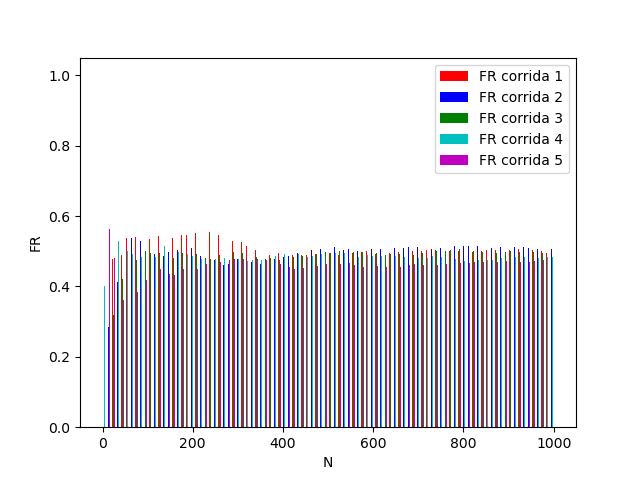 1.0
0.8
0.6
0.4
0.2
0.0
FR
0
200
400
600
800
1000
N
FR corrida 1
FR corrida 2
FR corrida 3
FR corrida 4
FR corrida 5